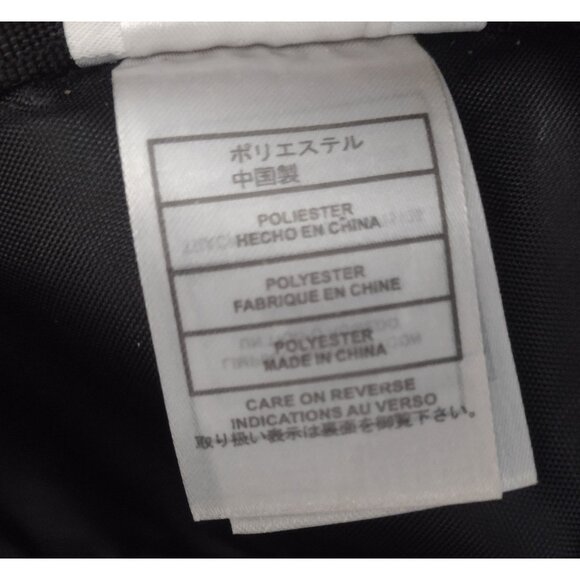 ポリエステル
中国製
POLIESTER
HECHO EN CHINA
POLYESTER
FABRIQUE EN CHINE
POLYESTER
MADE IN CHINA
CARE ON REVERSE
INDICATIONS AU VERSO
取り扱い表示は裏面を御覧下さい。